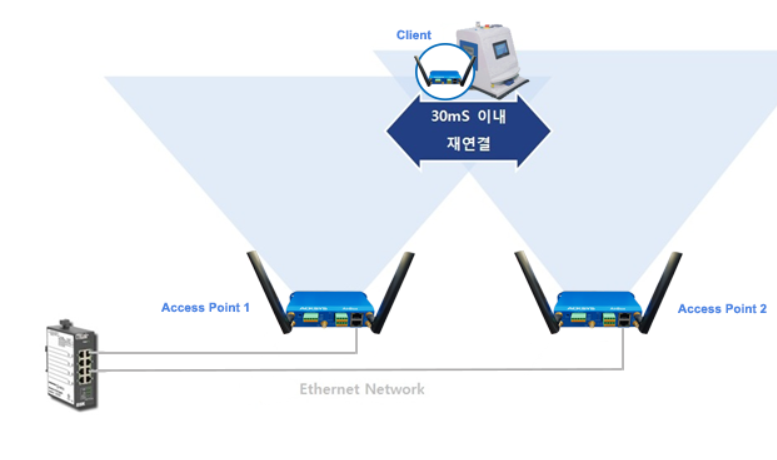 Client
30mS 이내
재연결
Access Point 1
Access Point 2
Ethernet Network